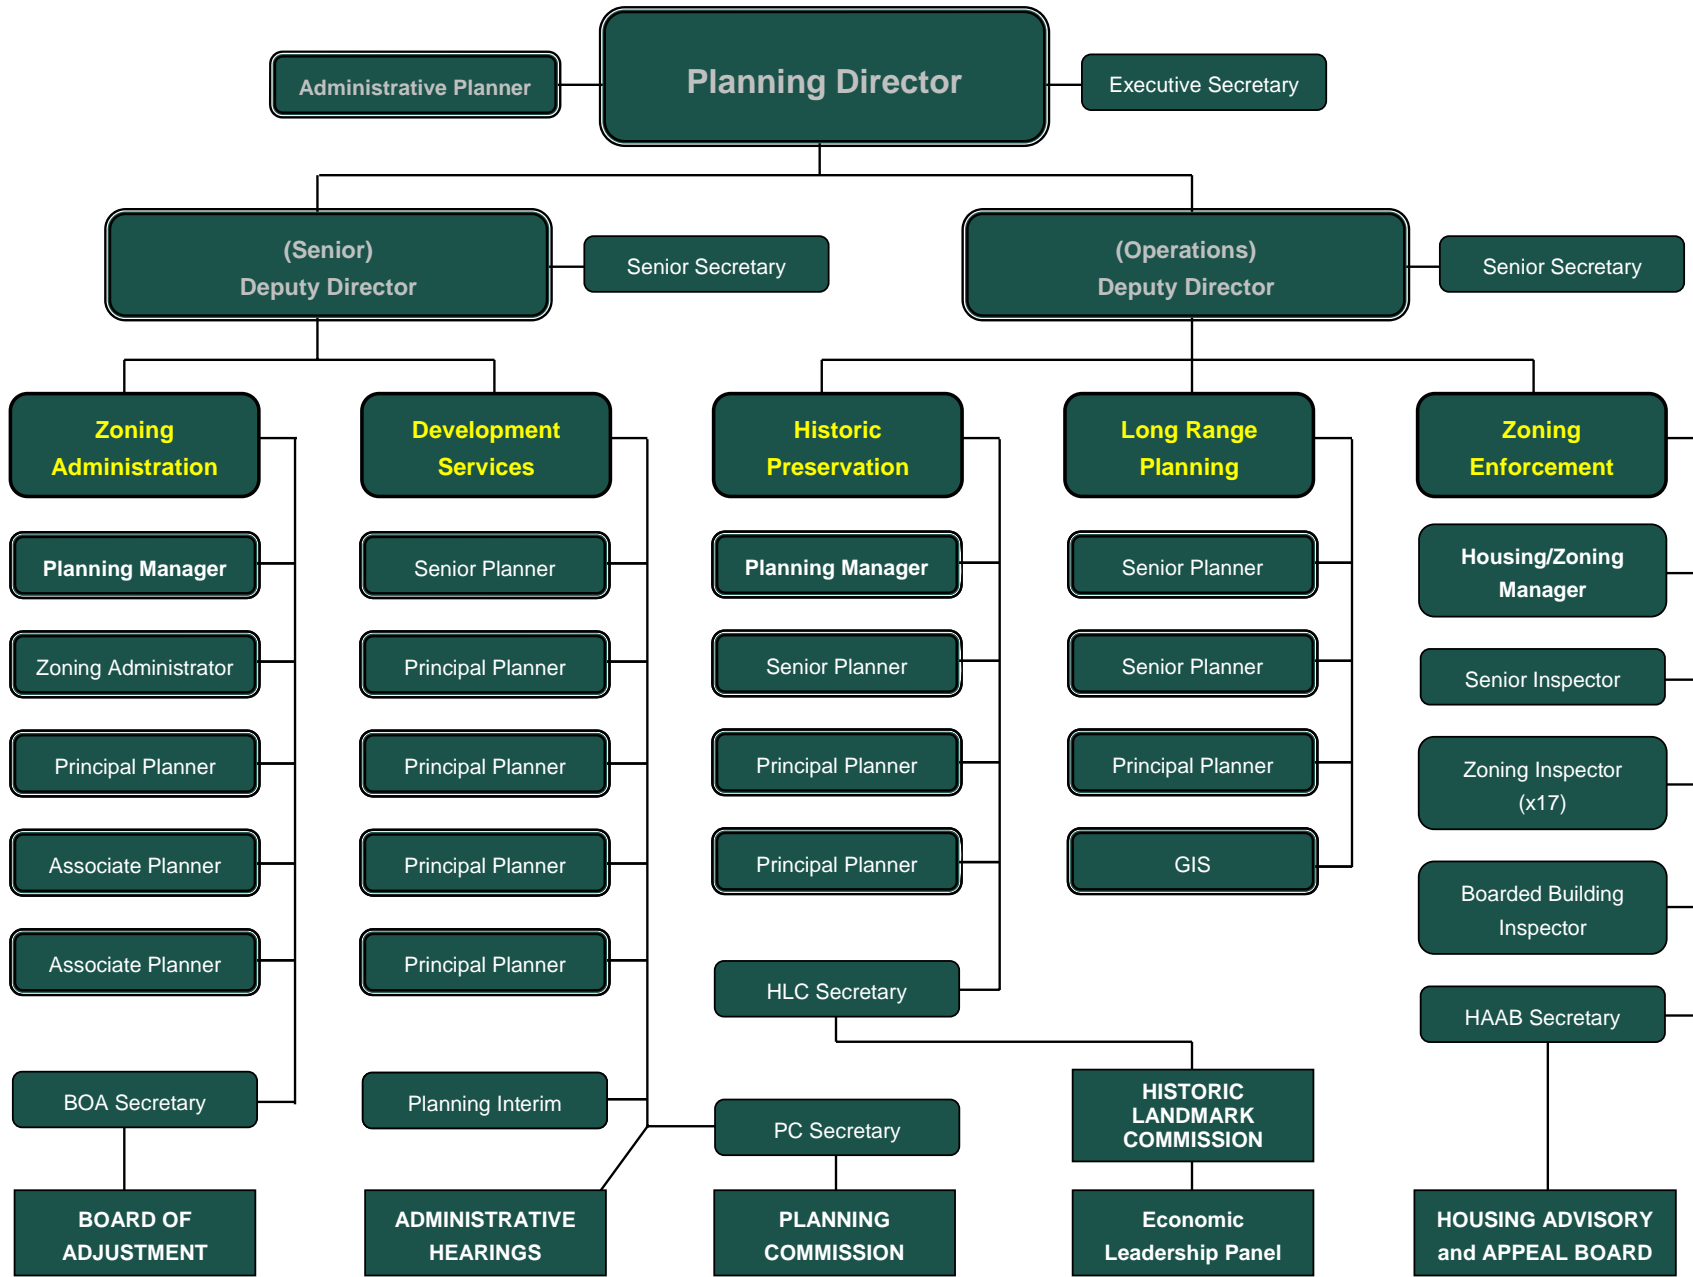 Planning Director
Administrative Planner
Executive Secretary
(Senior)
Deputy Director
Senior Secretary
(Operations)
Deputy Director
Senior Secretary
Zoning
Administration
Planning Manager
Zoning Administrator
Principal Planner
Associate Planner
Associate Planner
BOA Secretary
BOARD OF
ADJUSTMENT
Development
Services
Senior Planner
Principal Planner
Principal Planner
Principal Planner
Principal Planner
Planning Interim
ADMINISTRATIVE
HEARINGS
PC Secretary
PLANNING
COMMISSION
Historic
Preservation
Planning Manager
Senior Planner
Principal Planner
Principal Planner
HLC Secretary
HISTORIC
LANDMARK
COMMISSION
Economic
Leadership Panel
Long Range
Planning
Senior Planner
Senior Planner
Principal Planner
GIS
Zoning
Enforcement
Housing/Zoning
Manager
Senior Inspector
Zoning Inspector
(x17)
Boarded Building
Inspector
HAAB Secretary
HOUSING ADVISORY
and APPEAL BOARD